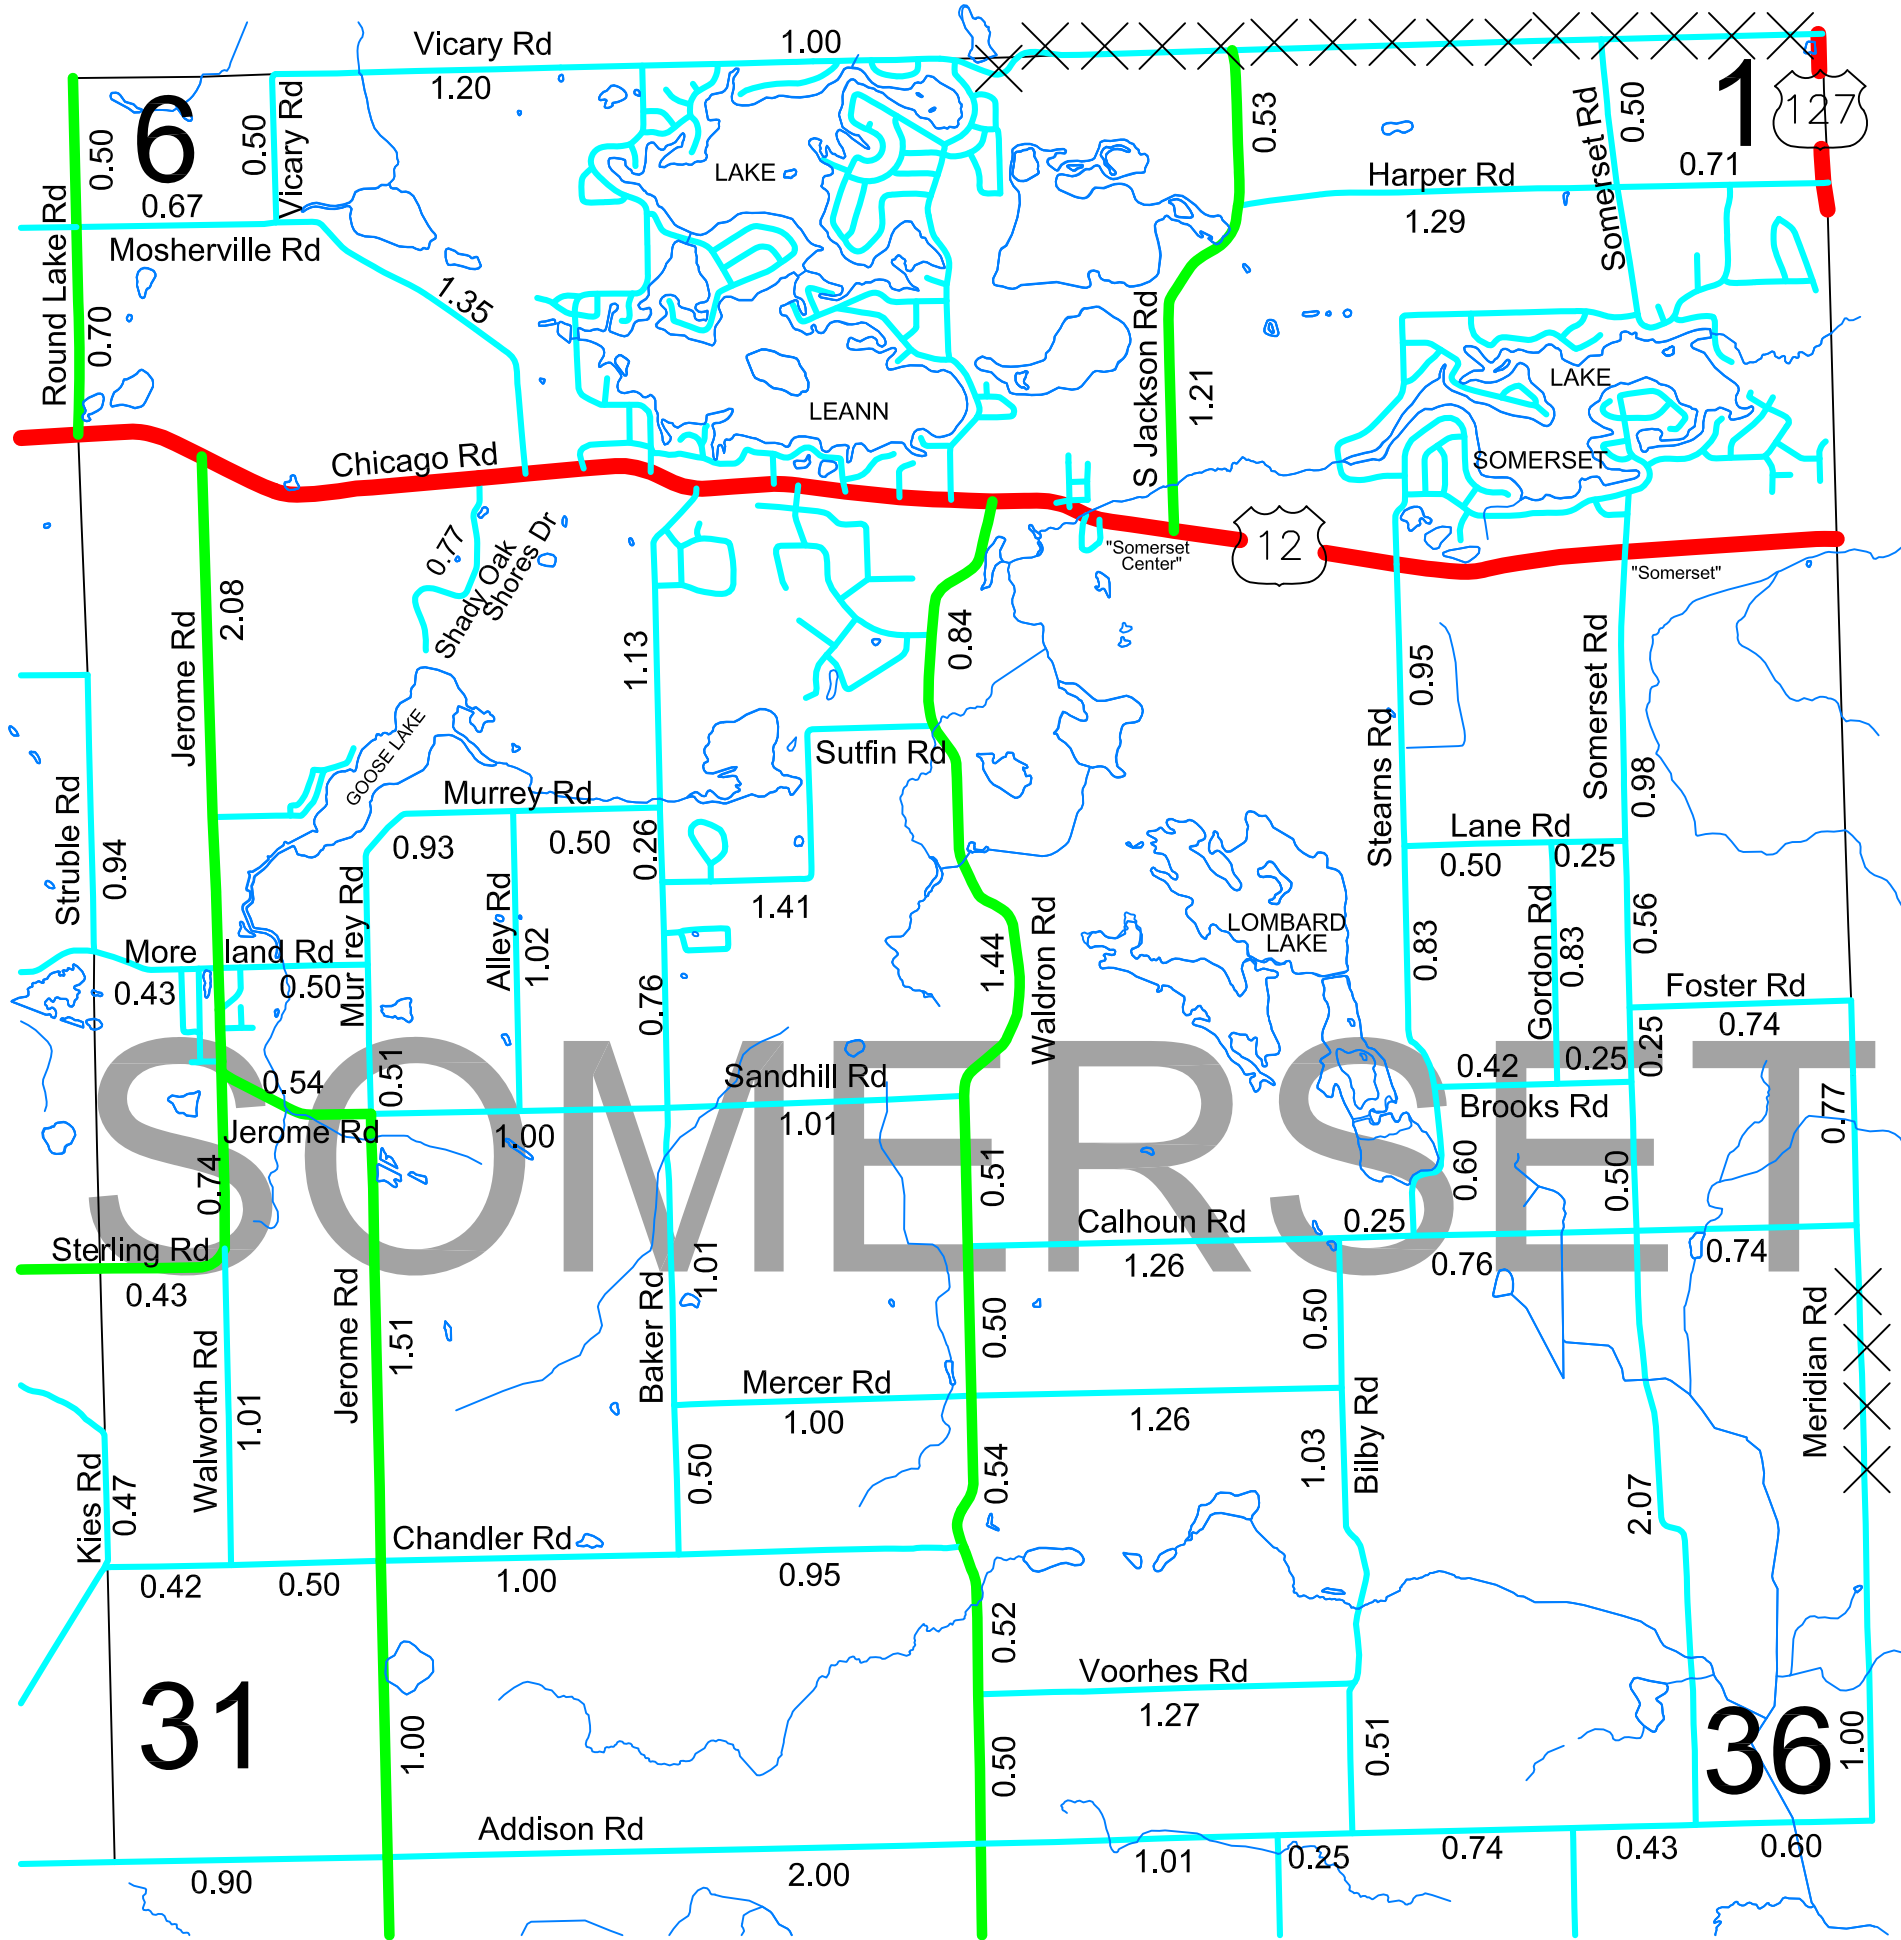 Vicary Rd
1.00
1.20
6
1
127
0.50
0.50
Vicary Rd
0.53
Somerset Rd
0.50
0.67
Mosherville Rd
LAKE
Harper Rd
0.71
1.29
Round Lake Rd
0.70
1.35
S Jackson Rd
1.21
LEANN
LAKE
SOMERSET
Chicago Rd
12
"Somerset
Center"
"Somerset"
0.77
Shady Oak
Shores Dr
Jerome Rd
2.08
1.13
0.84
0.95
Stearns Rd
Somerset Rd
0.98
GOOSE LAKE
Sutfin Rd
Murrey Rd
0.93
0.50
0.26
Lane Rd
0.50
0.25
Struble Rd
0.94
1.41
Murrey Rd
Alley Rd
1.02
LOMBARD
LAKE
0.83
Gordon Rd
0.83
0.56
More land Rd
0.43
0.50
0.76
1.44
Waldron Rd
Foster Rd
0.74
0.25
SOMERSET
0.54
0.51
Sandhill Rd
0.42
0.25
Jerome Rd
1.00
1.01
Brooks Rd
0.77
0.74
0.51
0.60
0.50
Sterling Rd
0.43
Calhoun Rd
0.25
1.26
0.76
0.74
Walworth Rd
1.01
Jerome Rd
1.51
Baker Rd
1.01
0.50
0.50
Meridian Rd
Mercer Rd
1.00
1.26
Bilby Rd
1.03
Kies Rd
0.47
0.50
0.54
2.07
Chandler Rd
0.42
0.50
1.00
0.95
0.52
31
Voorhes Rd
1.27
36
1.00
0.50
0.51
1.00
Addison Rd
0.90
2.00
1.01
0.25
0.74
0.43
0.60